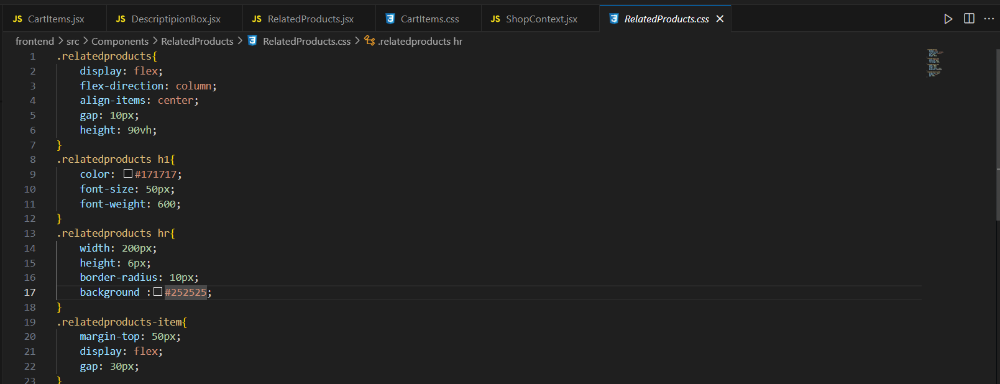 JS CartItems.jsx JS DescriptipionBox.jsx JS RelatedProducts.jsx CartItems.css JS ShopContext.jsx RelatedProducts.css
frontend > src > Components > RelatedProducts > RelatedProducts.css > .relatedproducts hr
1 .relatedproducts{
2 display: flex;
3 flex-direction: column;
4 align-items: center;
5 gap: 10px;
6 height: 90vh;
7 }
8 .relatedproducts h1{
9 color: #171717;
10 font-size: 50px;
11 font-weight: 600;
12 }
13 .relatedproducts hr{
14 width: 200px;
15 height: 6px;
16 border-radius: 10px;
17 background :#252525;
18 }
19 .relatedproducts-item{
20 margin-top: 50px;
21 display: flex;
22 gap: 30px;
23 }